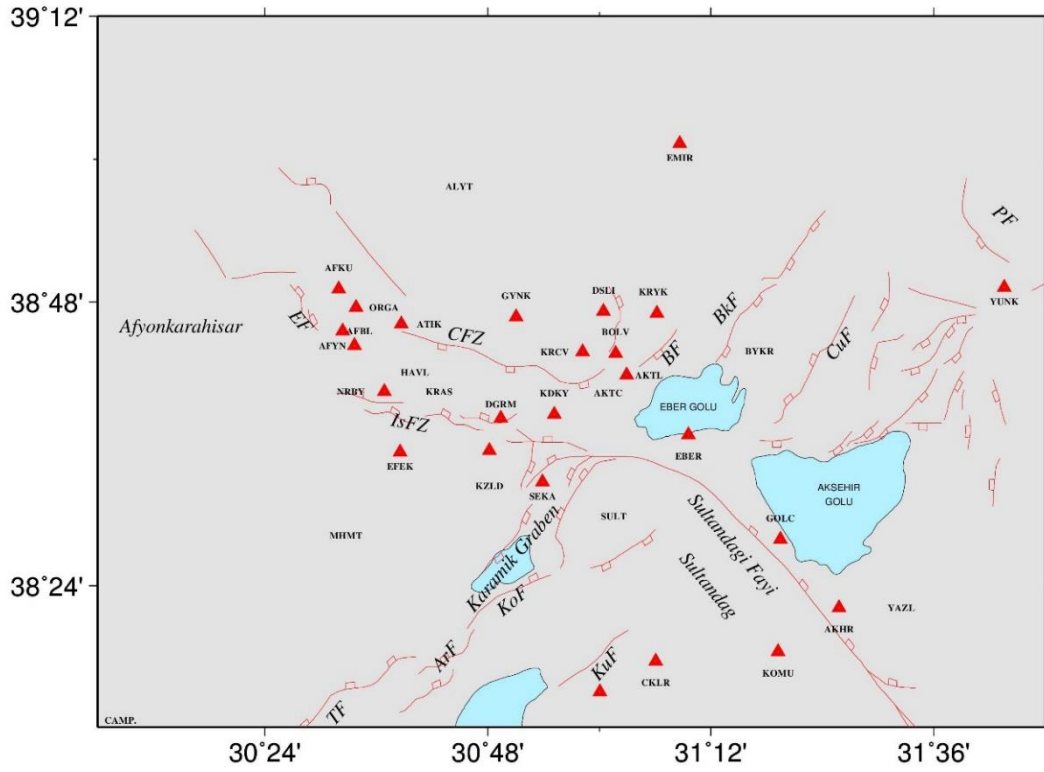 39°12'
EMIR
ALYT
PF
AFKU
ORGA
EF
AFBL
AFYN
ATIK
GYNK
DSLI
KRYK
BkF
YUNK
38°48'
Afyonkarahisar
CFZ
KRCV
BOLV
BF
BYKR
CuF
HAVL
NRBY
KRAS
KDKY
AKTC
AKTL
DGRM
IsFZ
EBER GOLU
EFEK
EBER
KZLD
SEKA
AKSEHIR
GOLU
SULT
GOLC
MHMT
Sultandagi Fayi
Sultandag
Karamik Graben
38°24'
KoF
AKHR
YAZL
ArF
KuF
CKLR
KOMU
TF
CAMP.
30°24'
30°48'
31°12'
31°36'